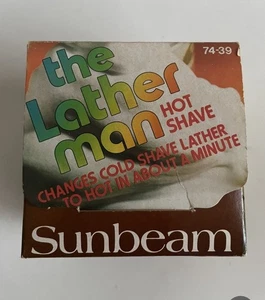 74-39
the
Lather
man
HOT
SHAVE
CHANGES COLD SHAVE LATHER
TO HOT IN ABOUT A MINUTE
Sunbeam